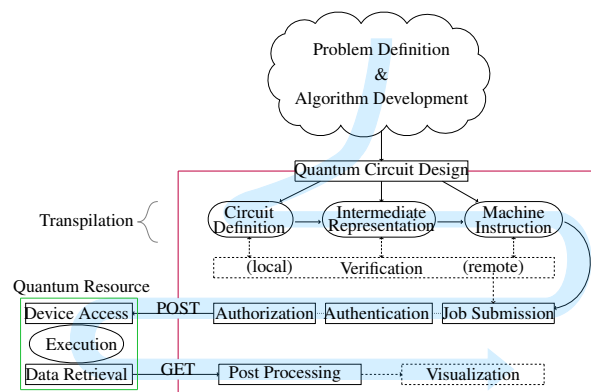 Problem Definition
&
Algorithm Development
Quantum Circuit Design
Transpilation
Circuit
Definition
Intermediate
Representation
Machine
Instruction
(local)
Verification
(remote)
Quantum Resource
Device Access
POST
Authorization
Authentication
Job Submission
Execution
Data Retrieval
GET
Post Processing
Visualization